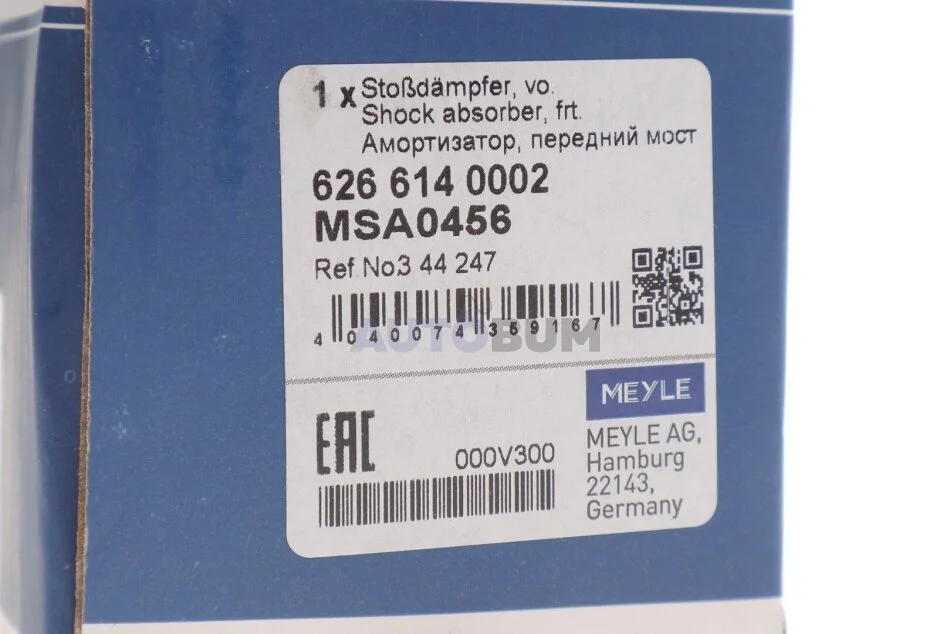 1 x Stoßdämpfer, vo.
Shock absorber, frt.
Амортизатор, передний мост
626 614 0002
MSA0456
Ref.No3 44 247
4 040074 359167
AUTOBUM
EAC
000V300
MEYLE
MEYLE AG,
Hamburg
22143,
Germany